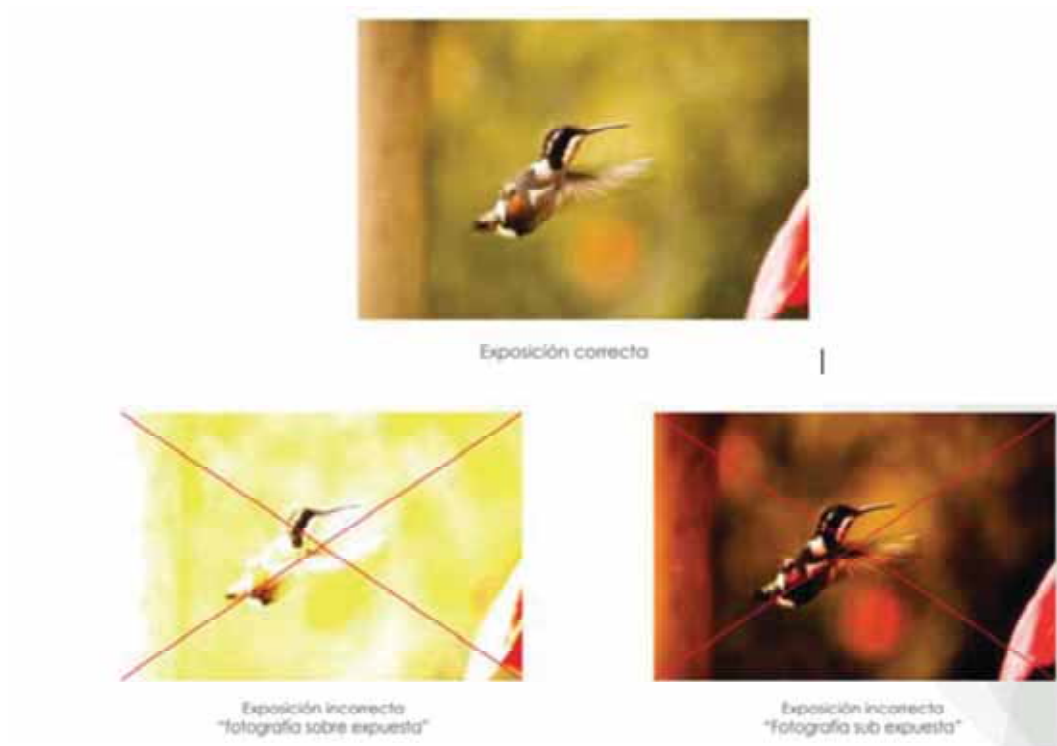 Exposición correcta
Exposición incorrecta
"fotografía sobre expuesta"
Exposición incorrecta
"Fotografía sub expuesta"